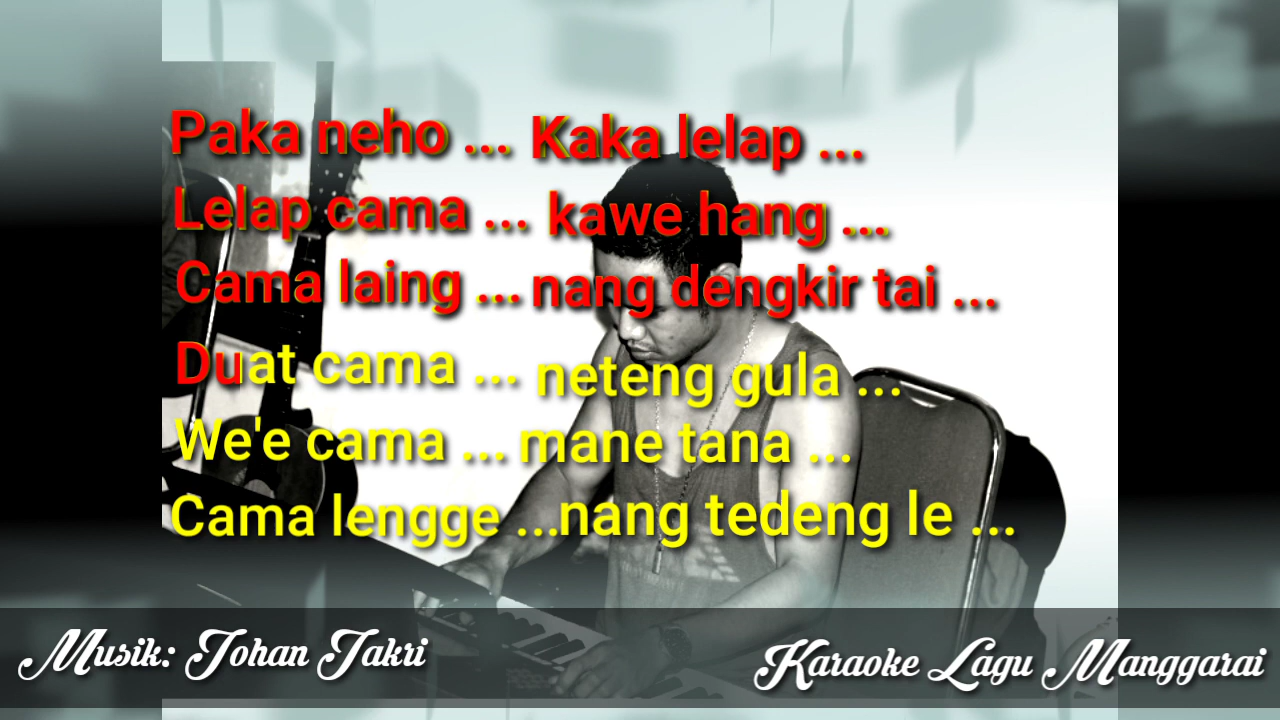 Paka neho ... Kaka lelap ...
Lelap cama ... kawe hang ...
Cama laing ... nang dengkir tai ...
Duat cama ... neteng gula ...
We'e cama ... mane tana ...
Cama lengge ...nang tedeng le ...
Musik: Johan Jakri
Karaoke Lagu Manggarai